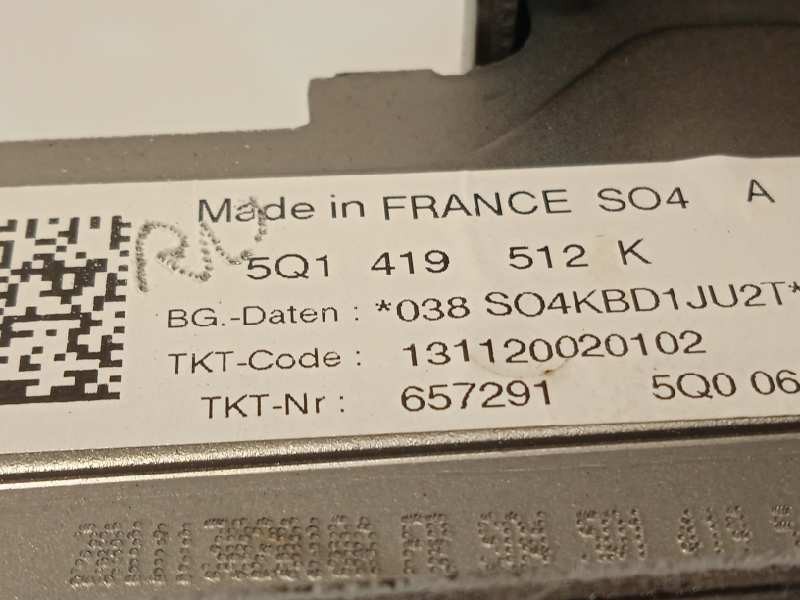 Made in FRANCE SO4 A
5Q1 419 512 K
BG.-Daten : *038 SO4KBD1JU2T*
TKT-Code : 131120020102
TKT-Nr : 657291 5Q0 06